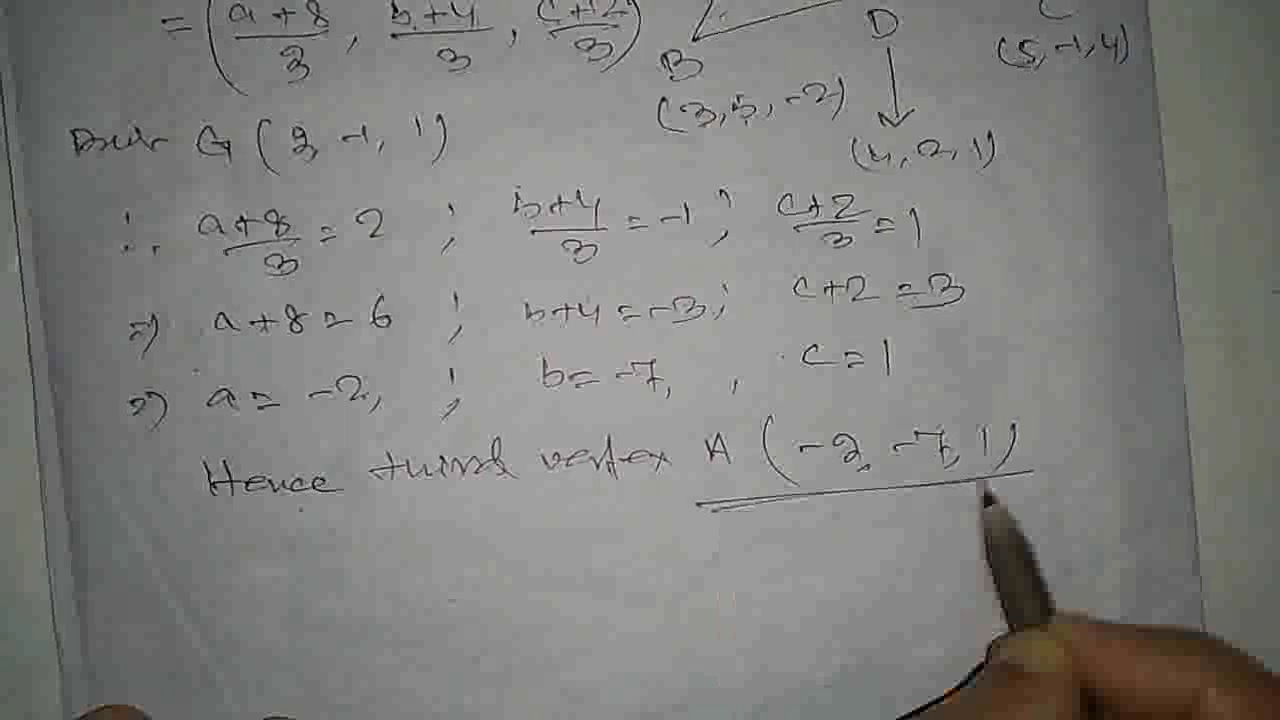 = (a+8/3, b+4/3, c+2/3)
B
(3, 5, -2)
D
(4, 2, 1)
C
(5, -1, 4)
But G (2, -1, 1)
∴ a+8/3 = 2 ; b+4/3 = -1 ; c+2/3 = 1
⇒) a+8 = 6 ; b+4 = -3 ; c+2 = 3
⇒) a = -2, ; b = -7, , c = 1
Hence third vertex A (-2, -7, 1)